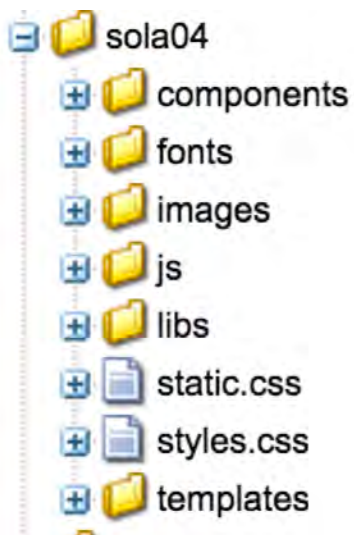 sola04
components
fonts
images
js
libs
static.css
styles.css
templates